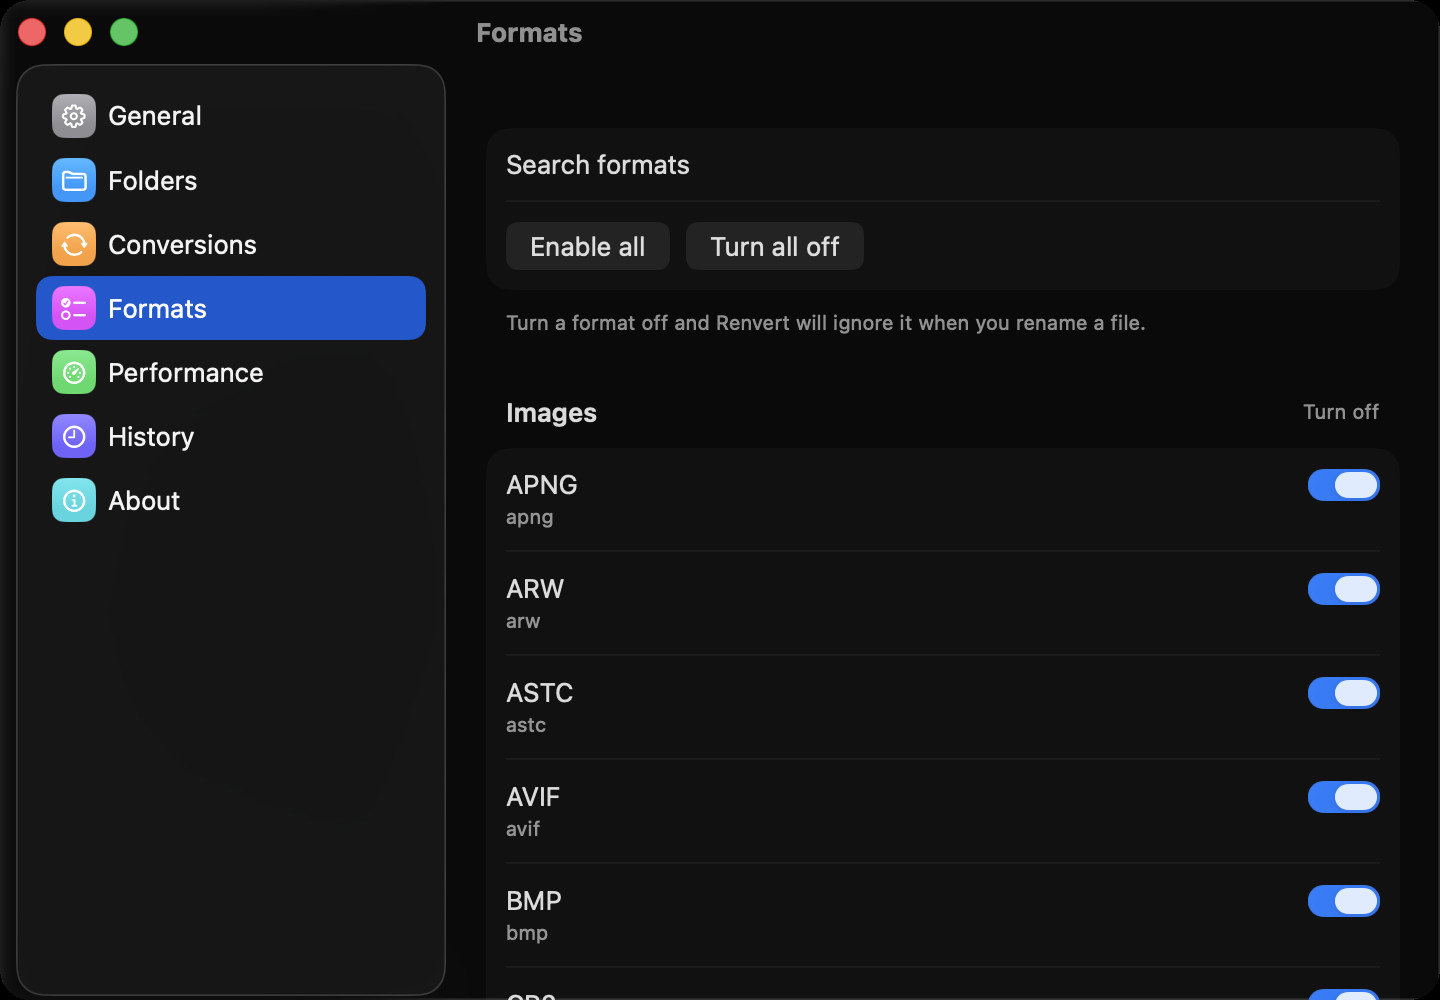 Formats
General
Folders
Conversions
Formats
Performance
History
About
Search formats
Enable all
Turn all off
Turn a format off and Renvert will ignore it when you rename a file.
Images
Turn off
APNG
apng
ARW
arw
ASTC
astc
AVIF
avif
BMP
bmp